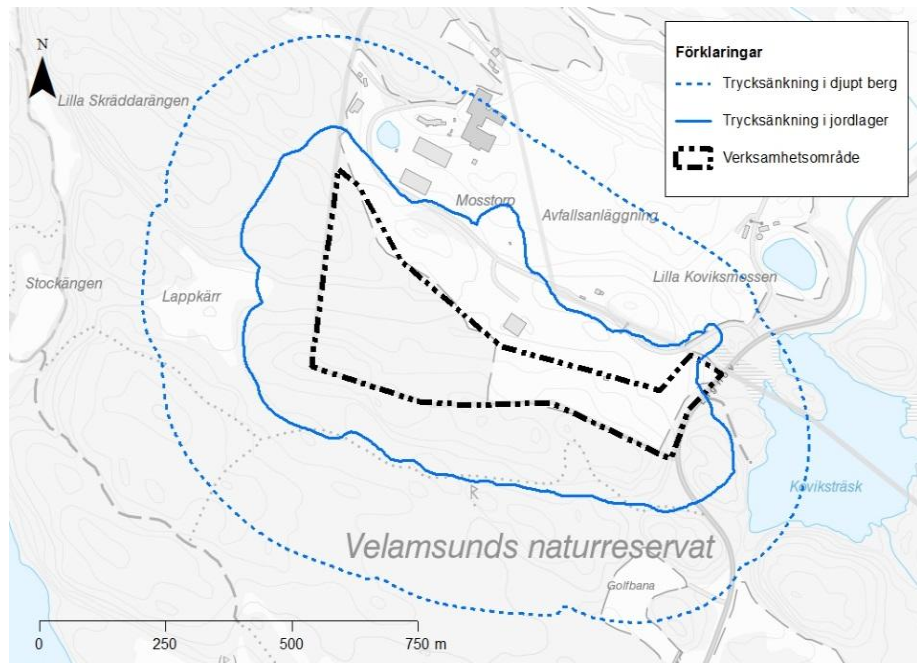 N
Förklaringar
Trycksänkning i djupt berg
Trycksänkning i jordlager
Verksamhetsområde
Lilla Skräddarängen
Mosstorp
Avfallsanläggning
Lilla Koviksmossen
Stockängen
Lappkärr
Koviksträsk
Velamsunds naturreservat
Golfbana
0 250 500 750 m